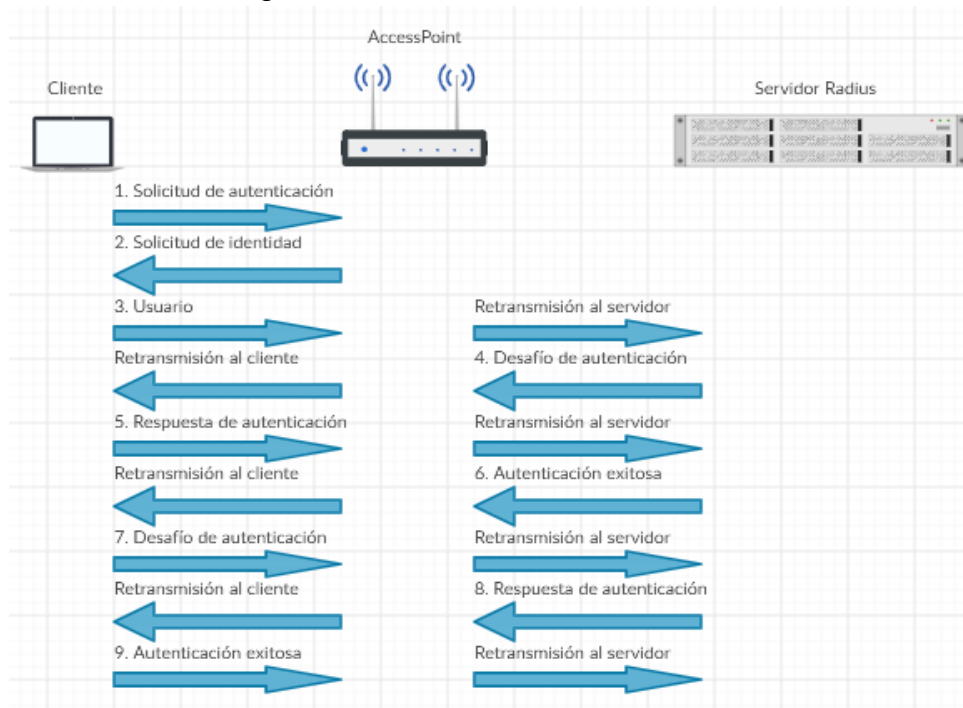 AccessPoint
Cliente
Servidor Radius
1. Solicitud de autenticación
2. Solicitud de identidad
3. Usuario
Retransmisión al servidor
Retransmisión al cliente
4. Desafío de autenticación
5. Respuesta de autenticación
Retransmisión al servidor
Retransmisión al cliente
6. Autenticación exitosa
7. Desafío de autenticación
Retransmisión al servidor
Retransmisión al cliente
8. Respuesta de autenticación
9. Autenticación exitosa
Retransmisión al servidor